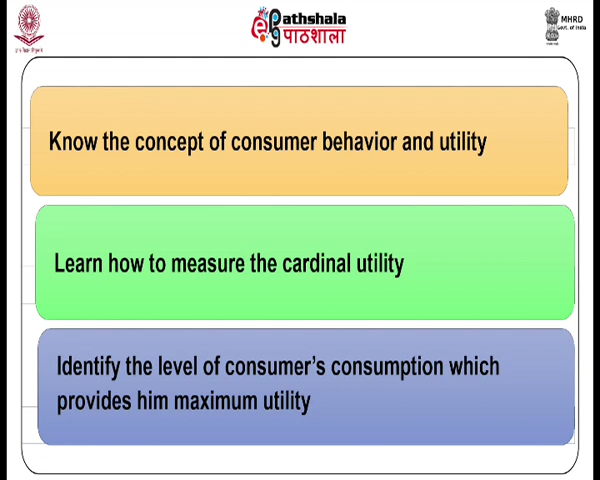 Pathshala
पाठशाला
MHRD
Govt. of India
Know the concept of consumer behavior and utility
Learn how to measure the cardinal utility
Identify the level of consumer's consumption which
provides him maximum utility